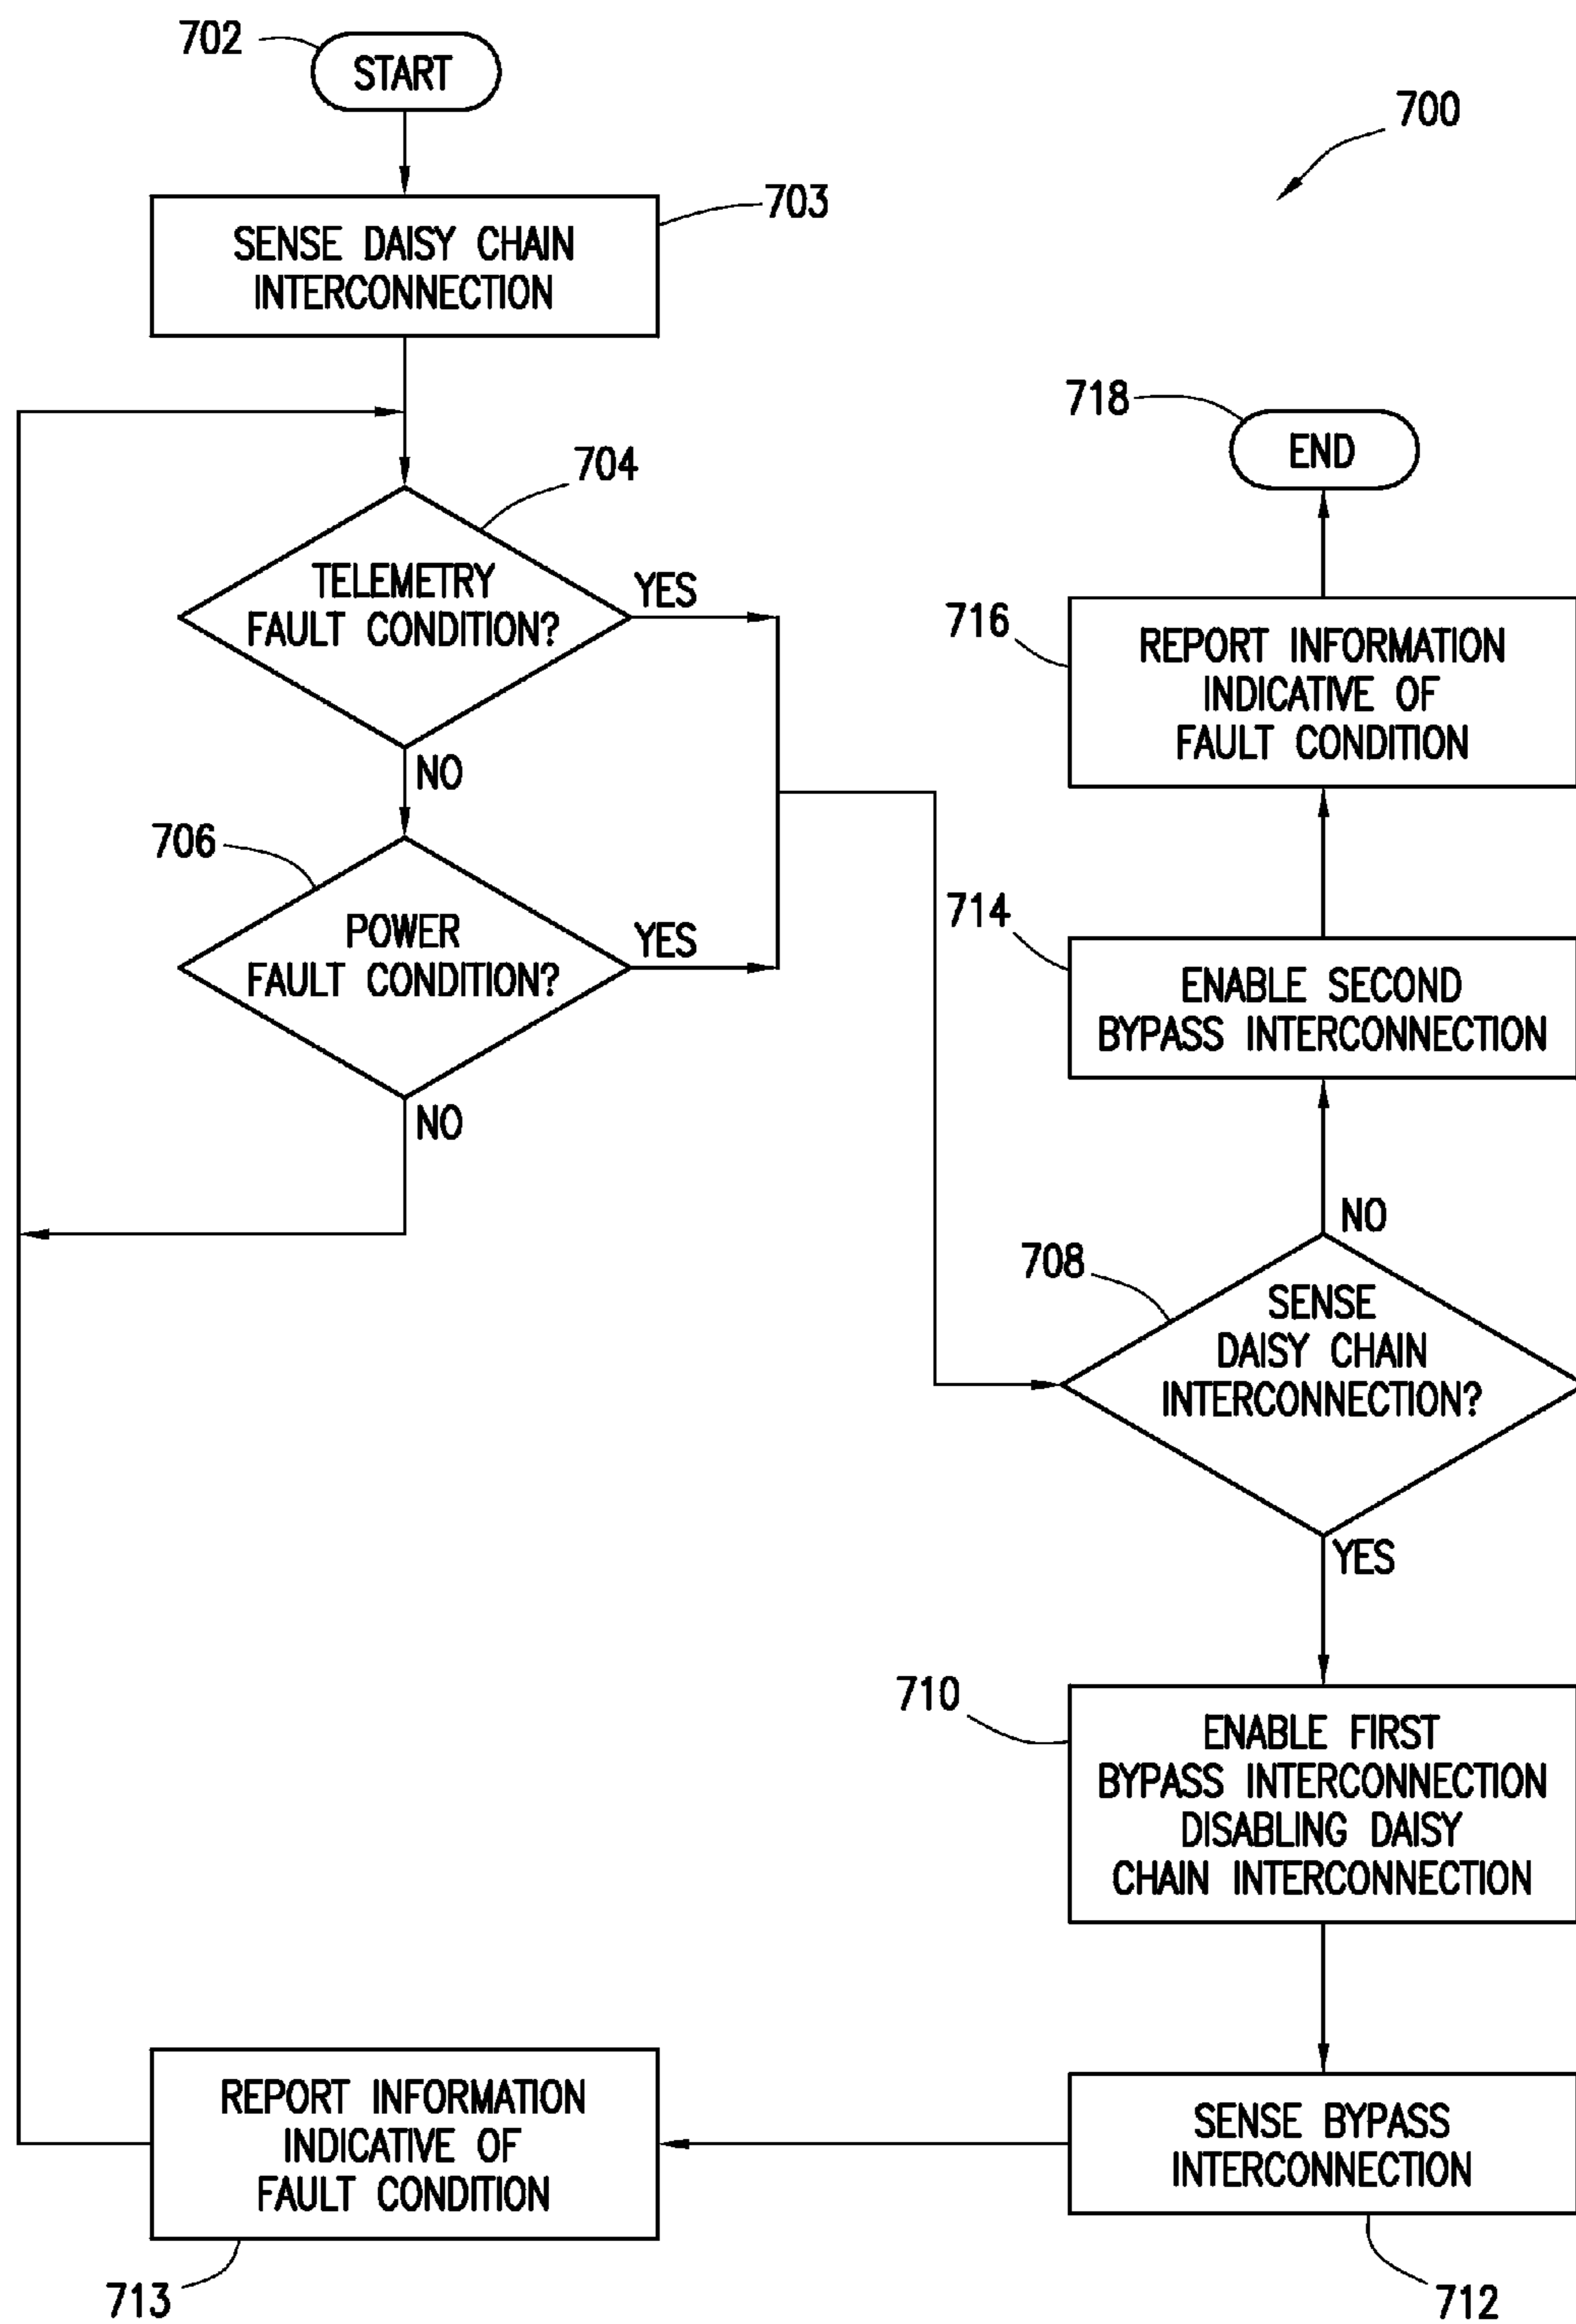 702
START
700
703
SENSE DAISY CHAIN
INTERCONNECTION
718
END
704
TELEMETRY
FAULT CONDITION?
YES
NO
716
REPORT INFORMATION
INDICATIVE OF
FAULT CONDITION
706
POWER
FAULT CONDITION?
YES
NO
714
ENABLE SECOND
BYPASS INTERCONNECTION
NO
708
SENSE
DAISY CHAIN
INTERCONNECTION?
YES
710
ENABLE FIRST
BYPASS INTERCONNECTION
DISABLING DAISY
CHAIN INTERCONNECTION
REPORT INFORMATION
INDICATIVE OF
FAULT CONDITION
713
SENSE BYPASS
INTERCONNECTION
712